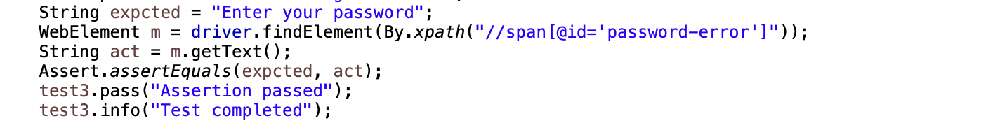 String expcted = "Enter your password";
WebElement m = driver.findElement(By.xpath("//span[@id='password-error']"));
String act = m.getText();
Assert.assertEquals(expcted, act);
test3.pass("Assertion passed");
test3.info("Test completed");